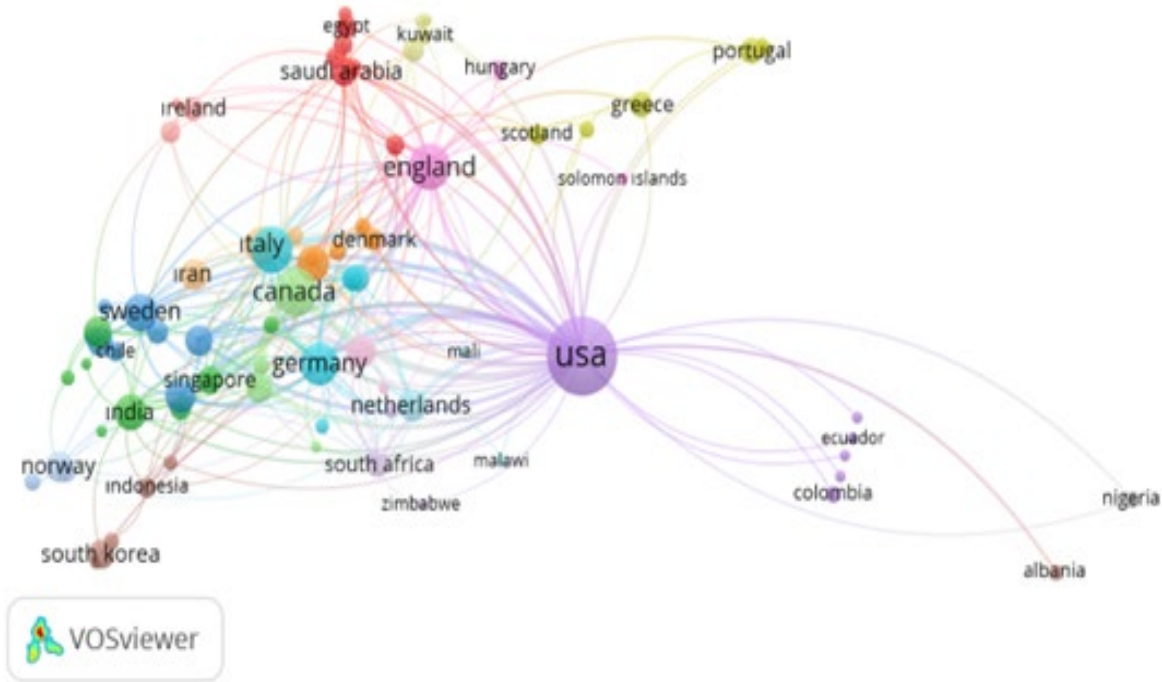 egypt
kuwait
portugal
hungary
saudi arabia
ireland
greece
scotland
england
solomon islands
italy
denmark
iran
canada
sweden
usa
chile
mali
germany
singapore
netherlands
india
ecuador
south africa
malawi
norway
indonesia
colombia
nigeria
zimbabwe
south korea
albania
VOSviewer